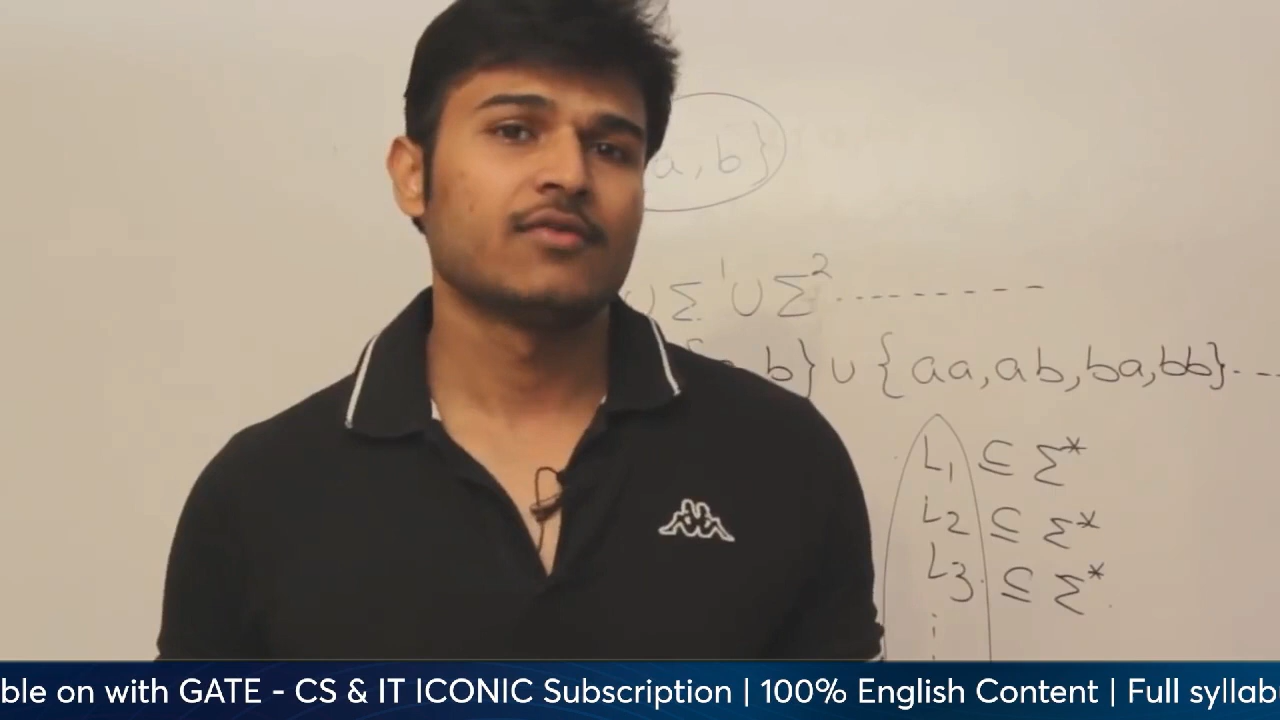 a, b}
∪ Σ¹ ∪ Σ² ---------
b} ∪ {aa, ab, ba, bb}. ---
L₁ ⊆ Σ*
L₂ ⊆ Σ*
L₃ ⊆ Σ*
ble on with GATE - CS & IT ICONIC Subscription | 100% English Content | Full syllab